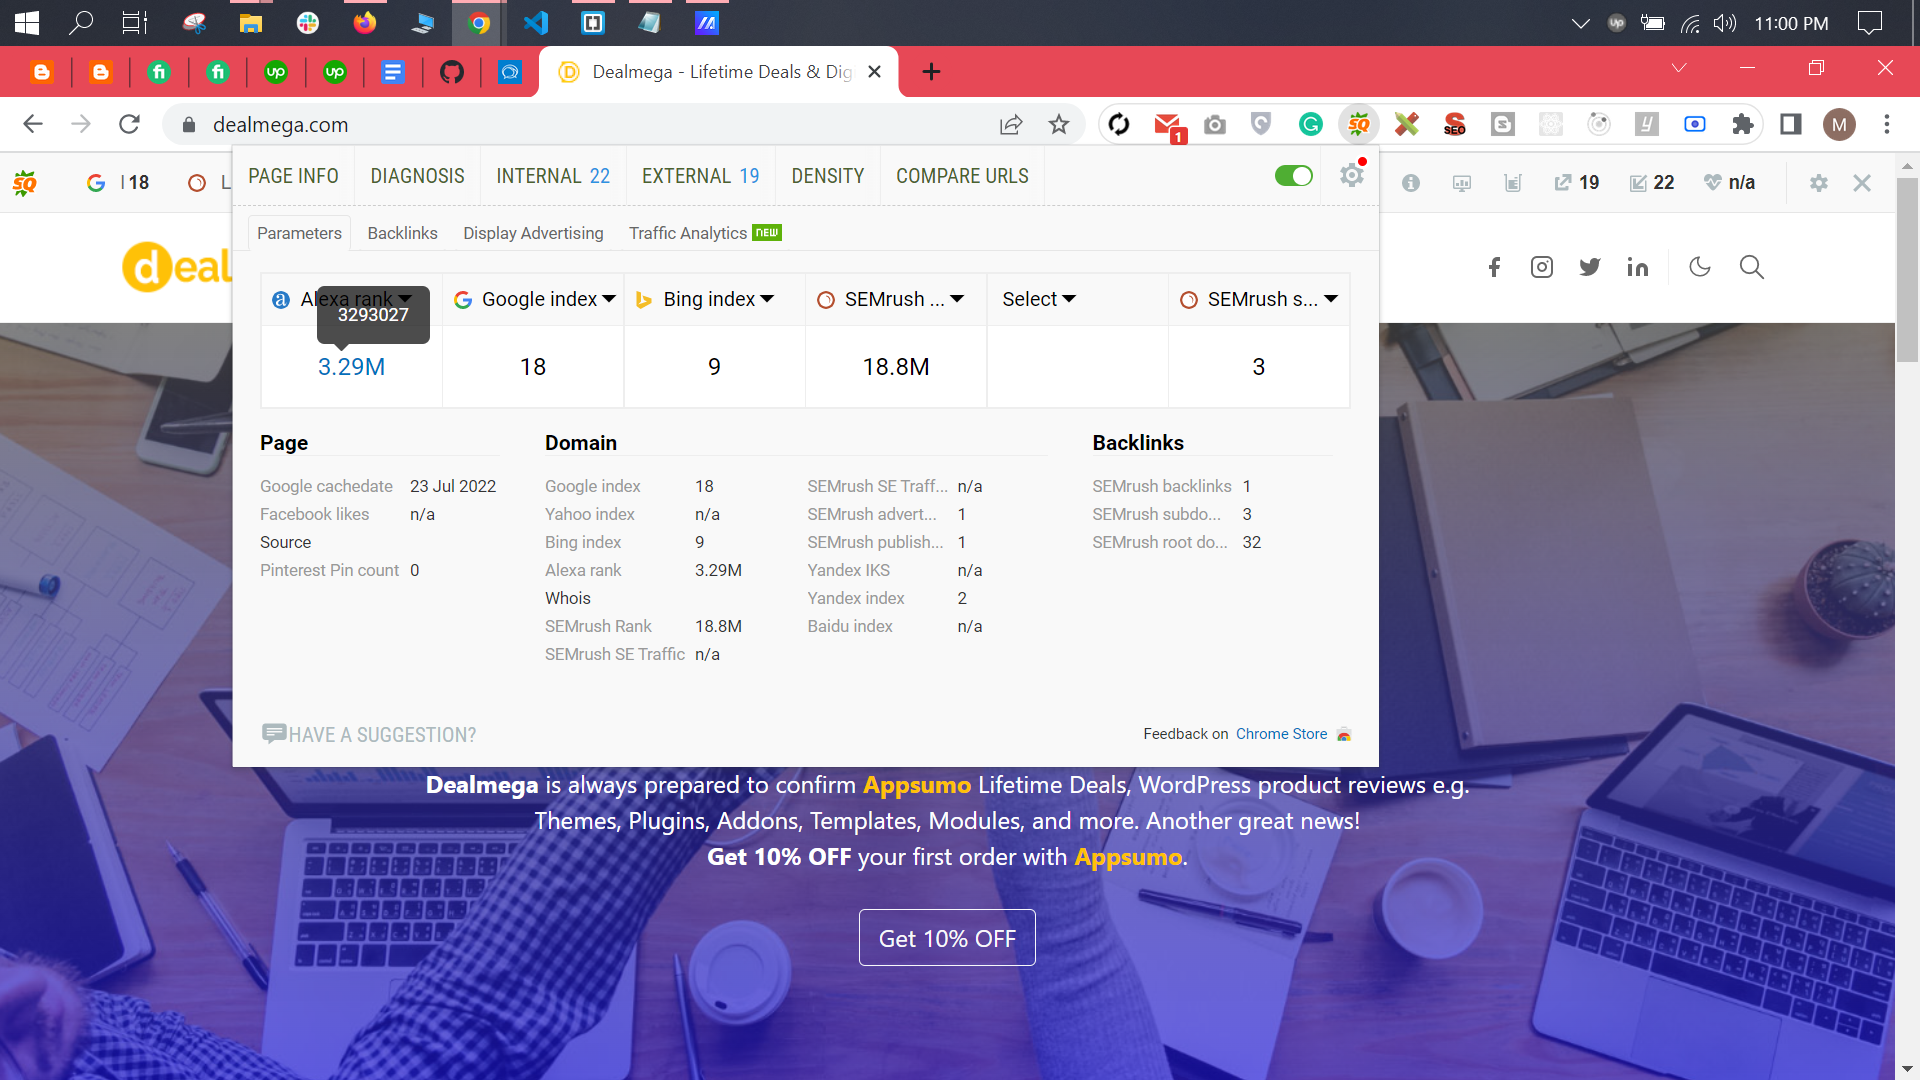 11:00 PM
Dealmega - Lifetime Deals & Dig
dealmega.com
1
SEO
M
SQ
I 18
L
PAGE INFO
DIAGNOSIS
INTERNAL 22
EXTERNAL 19
DENSITY
COMPARE URLS
19
22
n/a
Parameters
Backlinks
Display Advertising
Traffic Analytics NEW
deal
Alexa rank
Google index
Bing index
SEMrush ...
Select
SEMrush s...
3293027
3.29M
18
9
18.8M
3
Page
Domain
Backlinks
Google cachedate 23 Jul 2022
Facebook likes n/a
Source
Pinterest Pin count 0
Google index 18
Yahoo index n/a
Bing index 9
Alexa rank 3.29M
Whois
SEMrush Rank 18.8M
SEMrush SE Traffic n/a
SEMrush SE Traff... n/a
SEMrush advert... 1
SEMrush publish... 1
Yandex IKS n/a
Yandex index 2
Baidu index n/a
SEMrush backlinks 1
SEMrush subdo... 3
SEMrush root do... 32
HAVE A SUGGESTION?
Feedback on Chrome Store
Dealmega is always prepared to confirm Appsumo Lifetime Deals, WordPress product reviews e.g.
Themes, Plugins, Addons, Templates, Modules, and more. Another great news!
Get 10% OFF your first order with Appsumo.
Get 10% OFF